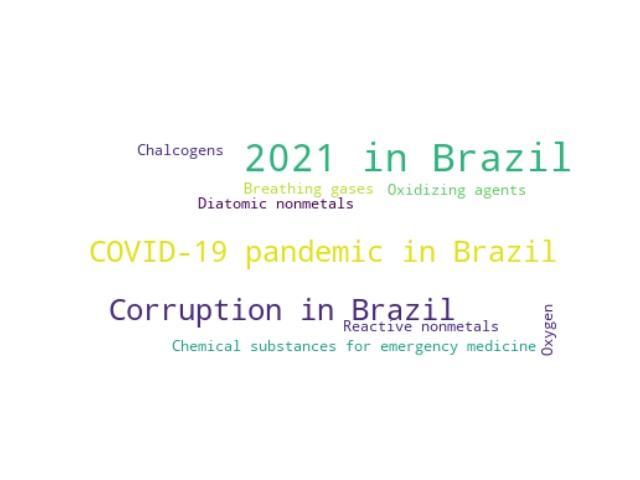 Chalcogens
2021 in Brazil
Breathing gases
Oxidizing agents
Diatomic nonmetals
COVID-19 pandemic in Brazil
Corruption in Brazil
Reactive nonmetals
Oxygen
Chemical substances for emergency medicine